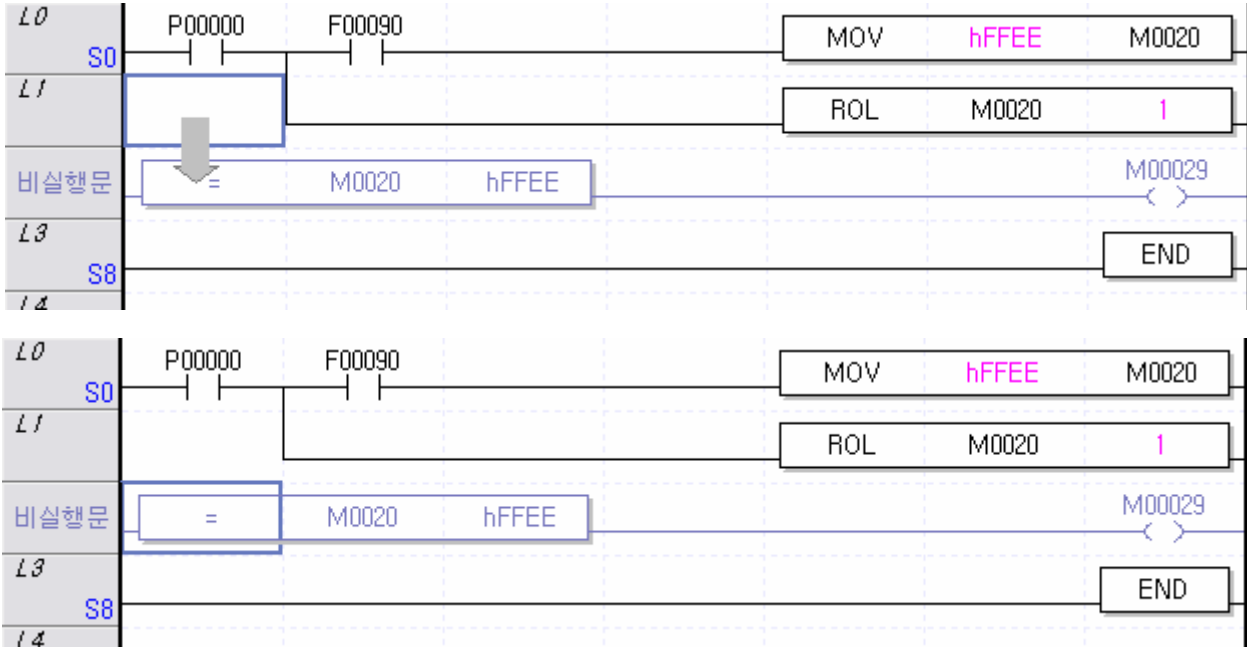 L0
P00000 F00090
MOV hFFEE M0020
S0
L1
ROL M0020 1
비실행문 = M0020 hFFEE M00029
L3
END
S8
L4
L0
P00000 F00090
MOV hFFEE M0020
S0
L1
ROL M0020 1
비실행문 = M0020 hFFEE M00029
L3
END
S8
L4